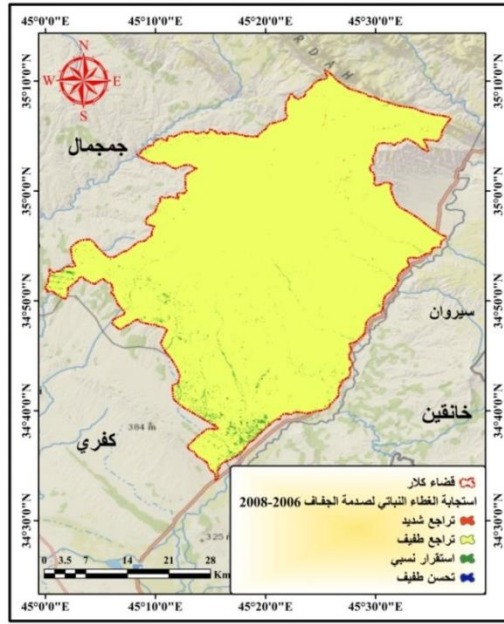 45°0'0"E 45°10'0"E 45°20'0"E 45°30'0"E
N
W E
S
RDAH
35°10'0"N
35°0'0"N
34°50'0"N
34°40'0"N
34°30'0"N
35°10'0"N
35°0'0"N
34°50'0"N
34°40'0"N
34°30'0"N
جمجمال
سيروان
خانقين
كفري
384 m
325 m
قضاء كلار
استجابة الغطاء النباتي لصدمة الجفاف 2006-2008
تراجع شديد
تراجع طفيف
استقرار نسبي
تحسن طفيف
0 3.5 7 14 21 28
Km
45°0'0"E 45°10'0"E 45°20'0"E 45°30'0"E